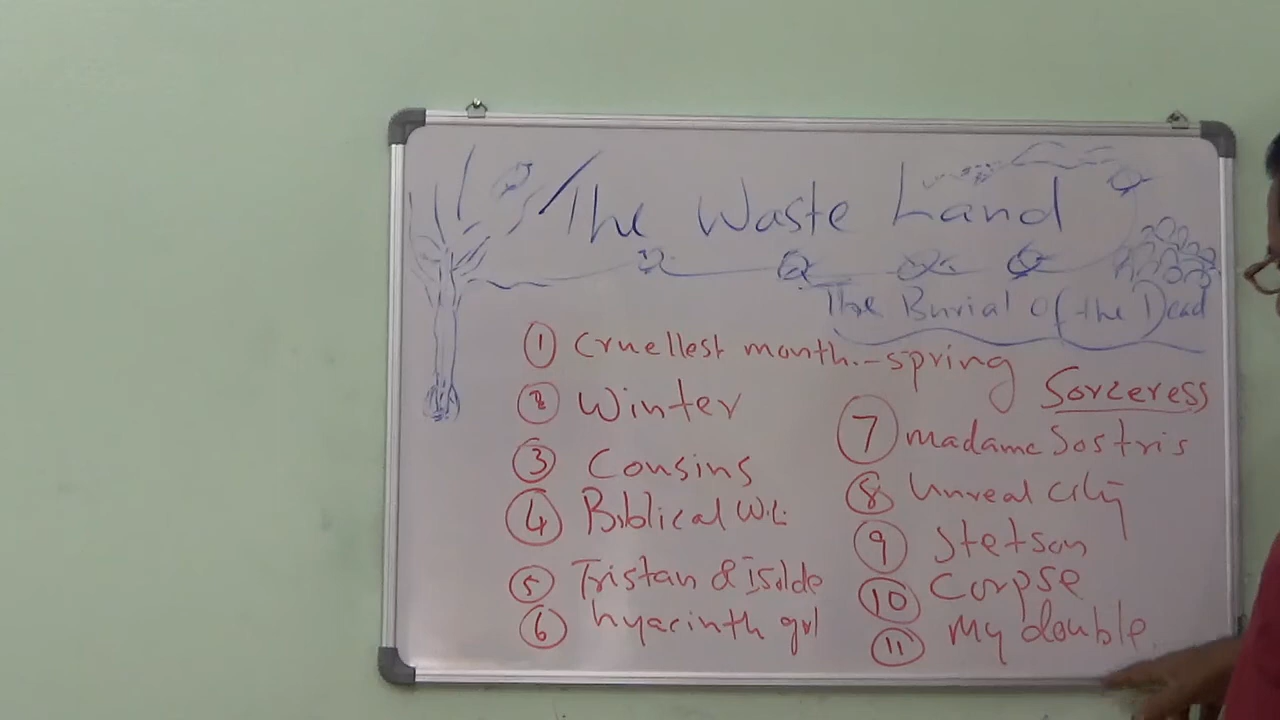 The Waste Land
The Burial Of the Dead
1 Cruellest month.-spring
2 Winter
3 Cousins
4 Biblical W.L.
5 Tristan & Isolde
6 hyacinth girl
Sorceress
7 madame Sostris
8 Unreal City
9 Stetson
10 Corpse
11 My double